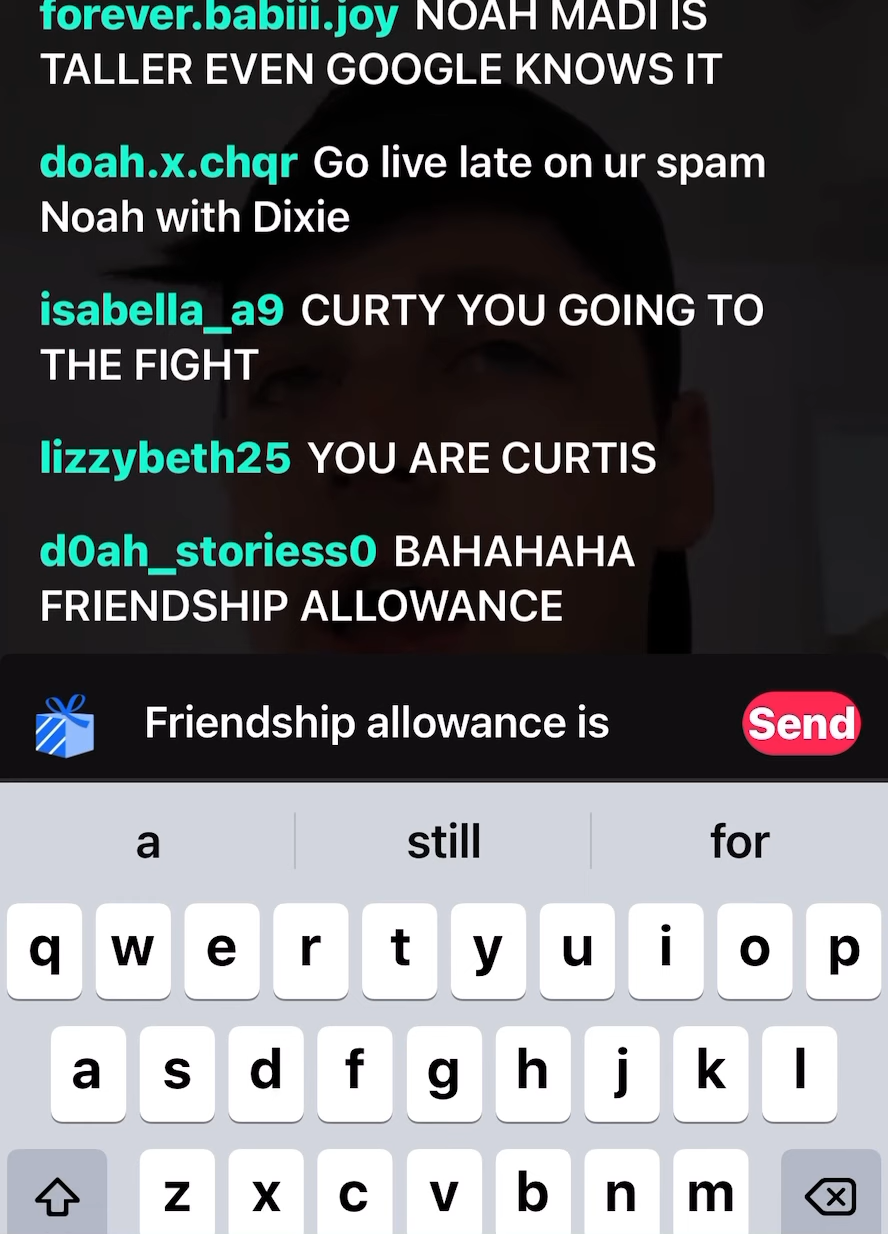 forever.babiii.joy NOAH MADI IS
TALLER EVEN GOOGLE KNOWS IT
doah.x.chqr Go live late on ur spam
Noah with Dixie
isabella_a9 CURTY YOU GOING TO
THE FIGHT
lizzybeth25 YOU ARE CURTIS
d0ah_storiess0 BAHAHAHA
FRIENDSHIP ALLOWANCE
Friendship allowance is Send
a still for
q w e r t y u i o p
a s d f g h j k l
z x c v b n m